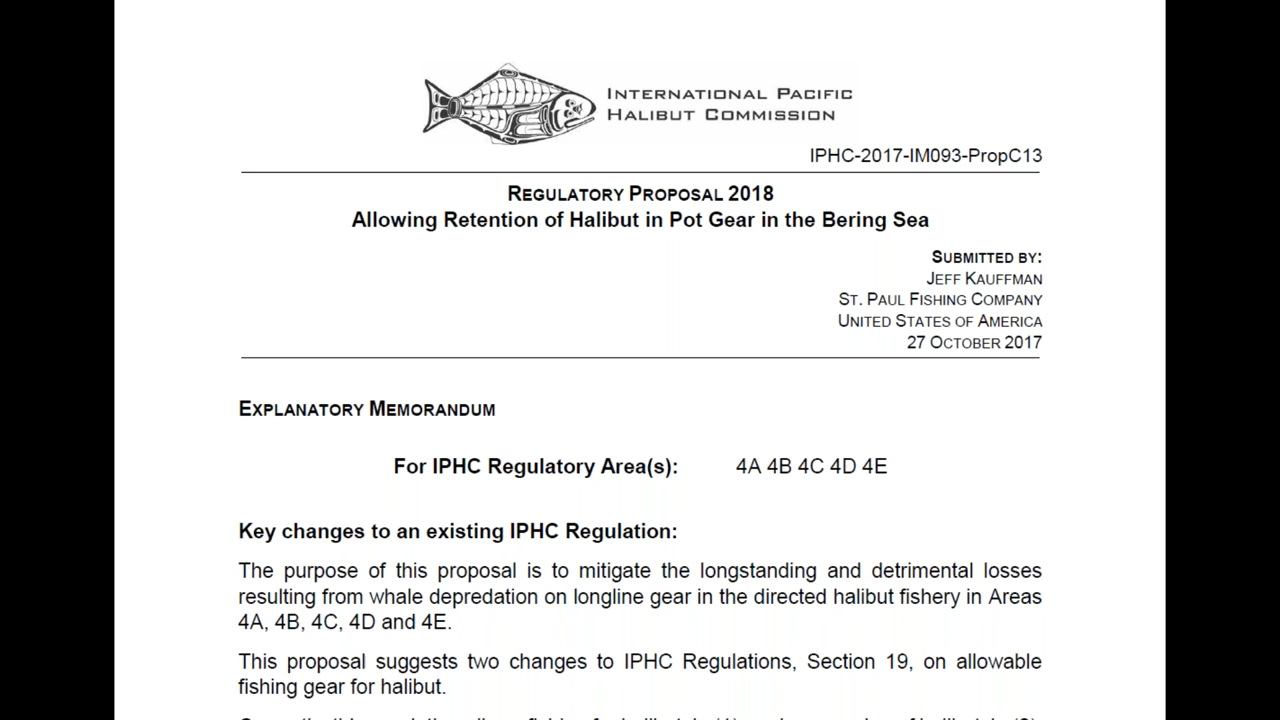 INTERNATIONAL PACIFIC
HALIBUT COMMISSION
IPHC-2017-IM093-PropC13
REGULATORY PROPOSAL 2018
Allowing Retention of Halibut in Pot Gear in the Bering Sea
SUBMITTED BY:
JEFF KAUFFMAN
ST. PAUL FISHING COMPANY
UNITED STATES OF AMERICA
27 OCTOBER 2017
EXPLANATORY MEMORANDUM
For IPHC Regulatory Area(s): 4A 4B 4C 4D 4E
Key changes to an existing IPHC Regulation:
The purpose of this proposal is to mitigate the longstanding and detrimental losses
resulting from whale depredation on longline gear in the directed halibut fishery in Areas
4A, 4B, 4C, 4D and 4E.
This proposal suggests two changes to IPHC Regulations, Section 19, on allowable
fishing gear for halibut.